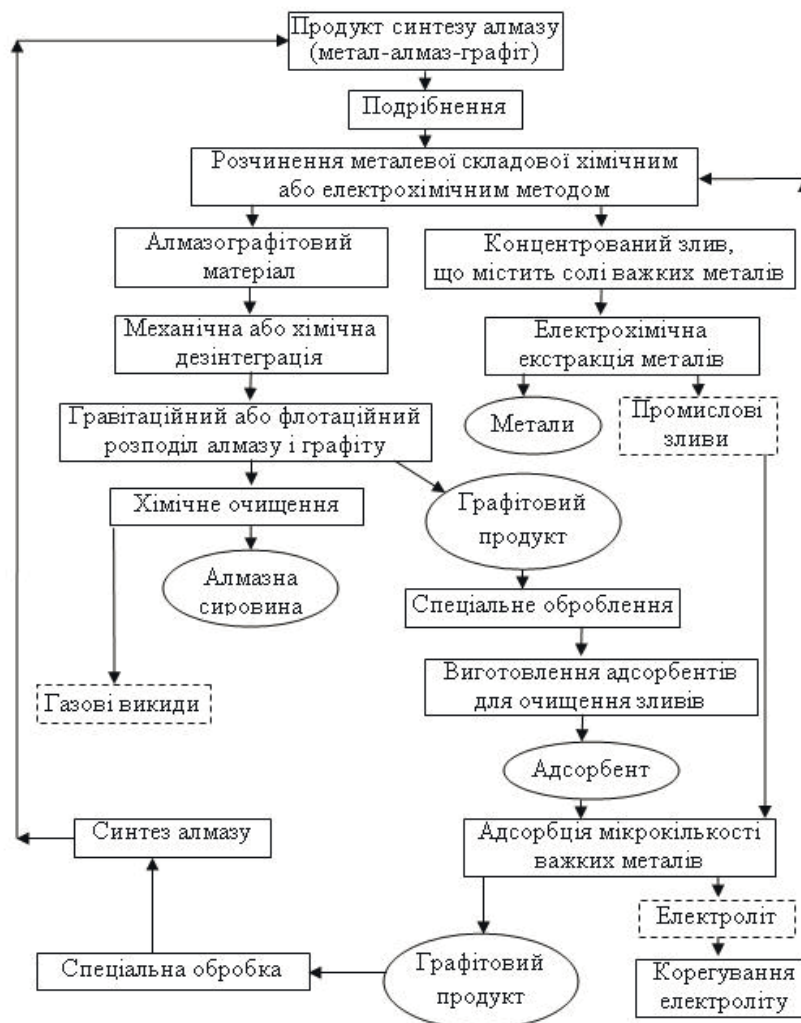 Продукт синтезу алмазу
(метал-алмаз-графіт)
Подрібнення
Розчинення металевої складової хімічним
або електрохімічним методом
Алмазографітовий
матеріал
Концентрований злив,
що містить солі важких металів
Механічна або хімічна
дезінтеграція
Електрохімічна
екстракція металів
Гравітаційний або флотаційний
розподіл алмазу і графіту
Метали
Промислові
зливи
Хімічне очищення
Графітовий
продукт
Алмазна
сировина
Спеціальне оброблення
Газові викиди
Виготовлення адсорбентів
для очищення зливів
Адсорбент
Синтез алмазу
Адсорбція мікрокількості
важких металів
Електроліт
Спеціальна обробка
Графітовий
продукт
Корегування
електроліту